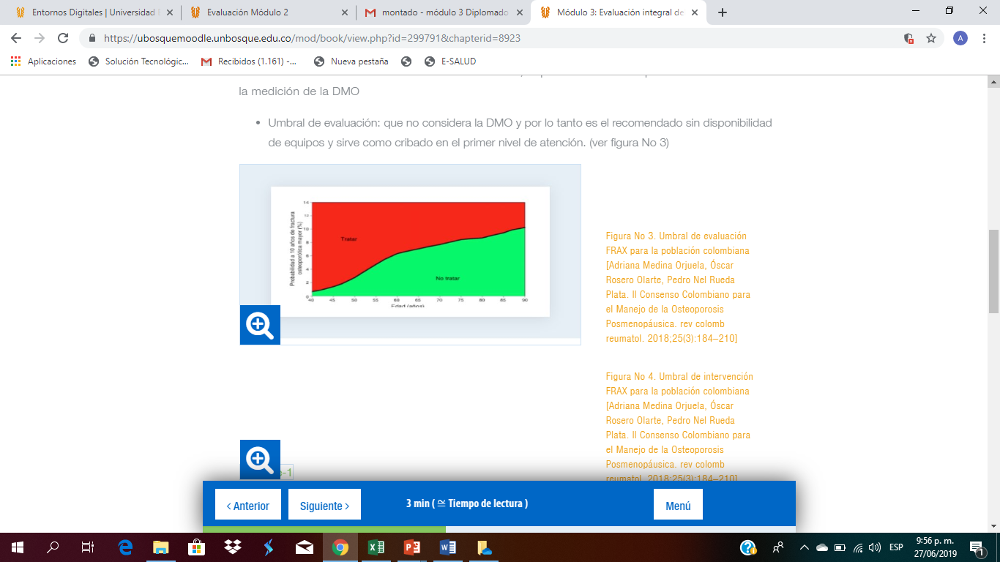 Entornos Digitales | Universidad
Evaluación Módulo 2
montado - módulo 3 Diplomado
Módulo 3: Evaluación integral de
https://ubosquemoodle.unbosque.edu.co/mod/book/view.php?id=299791&chapterid=8923
A
Aplicaciones
Solución Tecnológic...
Recibidos (1.161) -...
Nueva pestaña
E-SALUD
la medición de la DMO
• Umbral de evaluación: que no considera la DMO y por lo tanto es el recomendado sin disponibilidad
de equipos y sirve como cribado en el primer nivel de atención. (ver figura No 3)
Probabilidad a 10 años de fractura
osteoporótica mayor (%)
14
12
10
8
6
4
2
0
Tratar
No tratar
40 45 50 55 60 65 70 75 80 85 90
Edad (años)
Figura No 3. Umbral de evaluación
FRAX para la población colombiana
[Adriana Medina Orjuela, Óscar
Rosero Olarte, Pedro Nel Rueda
Plata. II Consenso Colombiano para
el Manejo de la Osteoporosis
Posmenopáusica. rev colomb
reumatol. 2018;25(3):184–210]
Figura No 4. Umbral de intervención
FRAX para la población colombiana
[Adriana Medina Orjuela, Óscar
Rosero Olarte, Pedro Nel Rueda
Plata. II Consenso Colombiano para
el Manejo de la Osteoporosis
Posmenopáusica. rev colomb
reumatol. 2018;25(3):184–210]
e-1
< Anterior
Siguiente >
3 min ( ≅ Tiempo de lectura )
Menú
ESP
9:56 p. m.
27/06/2019
1